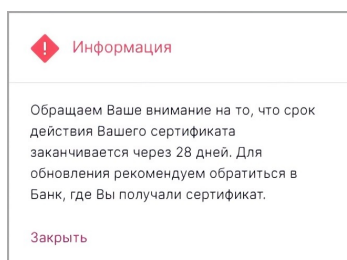 Информация
Обращаем Ваше внимание на то, что срок
действия Вашего сертификата
заканчивается через 28 дней. Для
обновления рекомендуем обратиться в
Банк, где Вы получали сертификат.
Закрыть